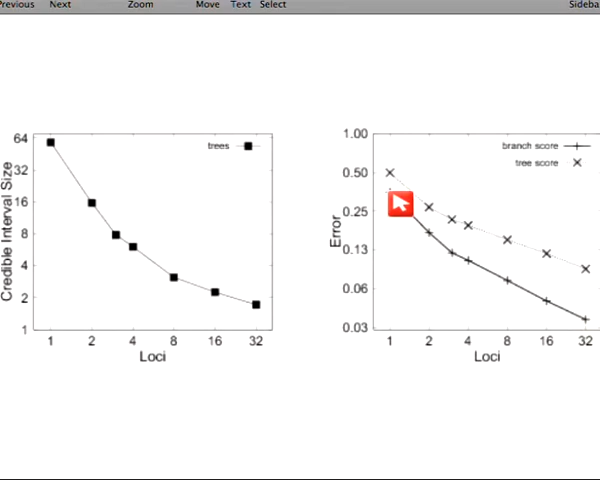 Previous Next Zoom Move Text Select Sideba
64
32
16
8
4
2
1
Credible Interval Size
trees
1 2 4 8 16 32
Loci
1.00
0.50
0.25
0.13
0.06
0.03
Error
branch score
tree score
1 2 4 8 16 32
Loci